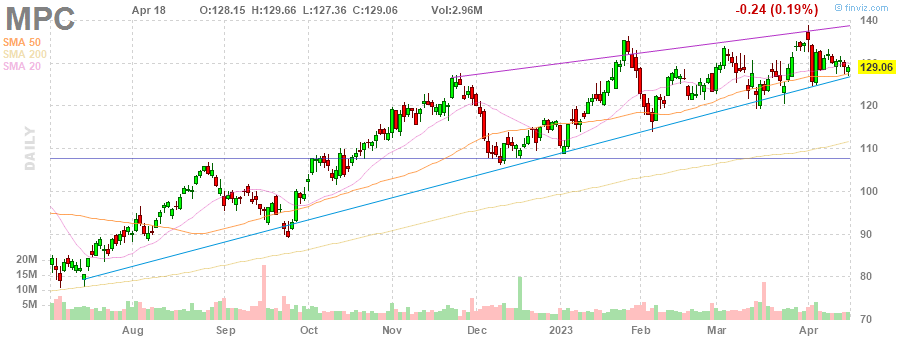 MPC Apr 18 O:128.15 H:129.66 L:127.36 C:129.06 Vol:2.96M -0.24 (0.19%) © finviz.com
SMA 50
SMA 200
SMA 20
DAILY
140
129.06
120
110
100
90
80
70
20M
15M
10M
5M
Aug Sep Oct Nov Dec 2023 Feb Mar Apr